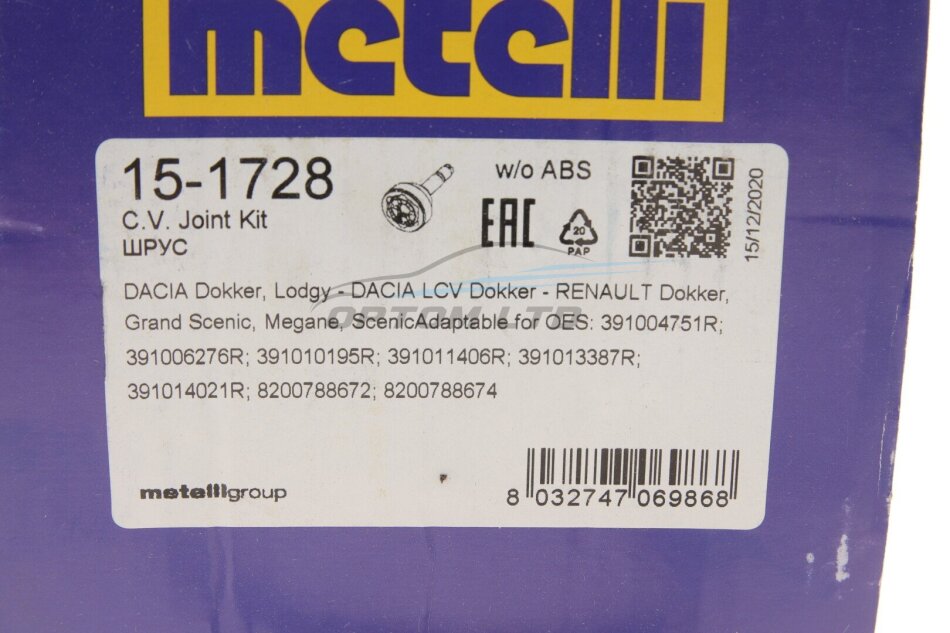 metelli
15-1728
w/o ABS
C.V. Joint Kit
ШРУС
EAC
20
PAP
15/12/2020
DACIA Dokker, Lodgy - DACIA LCV Dokker - RENAULT Dokker,
Grand Scenic, Megane, ScenicAdaptable for OES: 391004751R;
391006276R; 391010195R; 391011406R; 391013387R;
391014021R; 8200788672; 8200788674
OPTOM LTD
metelligroup
8 032747 069868